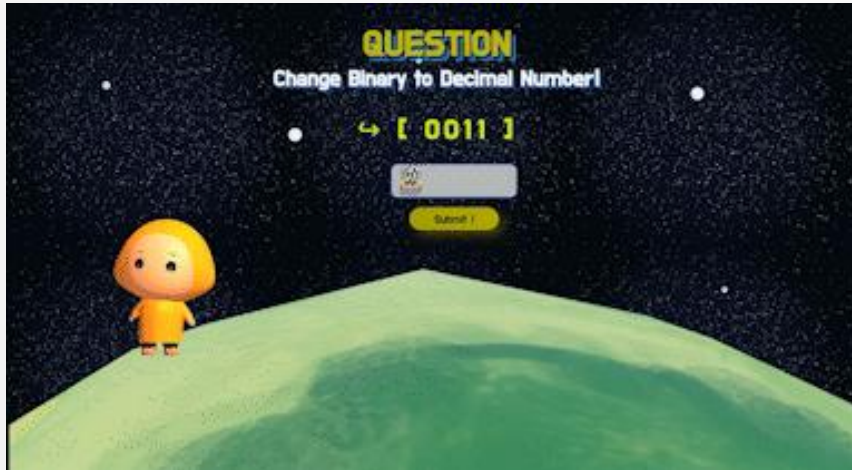 QUESTION
Change Binary to Decimal Number!
↪ [ 0011 ]
Submit !